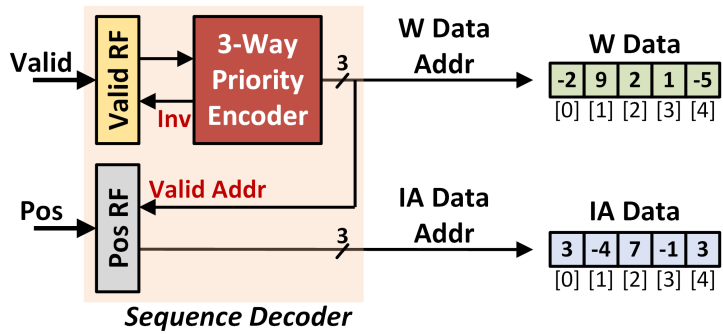 Valid
Valid RF
3-Way
Priority
Encoder
Inv
3
W Data
Addr
W Data
-2 9 2 1 -5
[0] [1] [2] [3] [4]
Pos
Pos RF
Valid Addr
3
IA Data
Addr
IA Data
3 -4 7 -1 3
[0] [1] [2] [3] [4]
Sequence Decoder